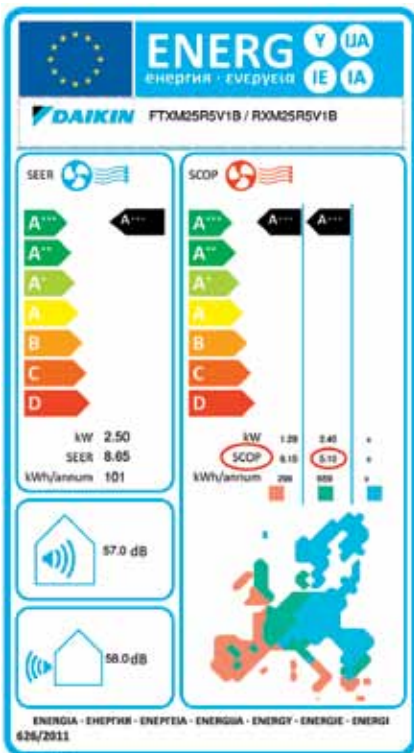 ENERG Y IJA
енергия · ενεργεια IE IA
DAIKIN FTXM25R5V1B / RXM25R5V1B
SEER
A+++ A+++
A++
A+
A
B
C
D
kW 2.50
SEER 8.65
kWh/annum 101
SCOP
A+++ A+++ A+++
A++
A+
A
B
C
D
kW 2.40 x
SCOP 5.10 x
kWh/annum x
57.0 dB
58.0dB
ENERGIA · ЕНЕРГИЯ · ΕΝΕΡΓΕΙΑ · ENERGIJA · ENERGY · ENERGIE · ENERGI
626/2011